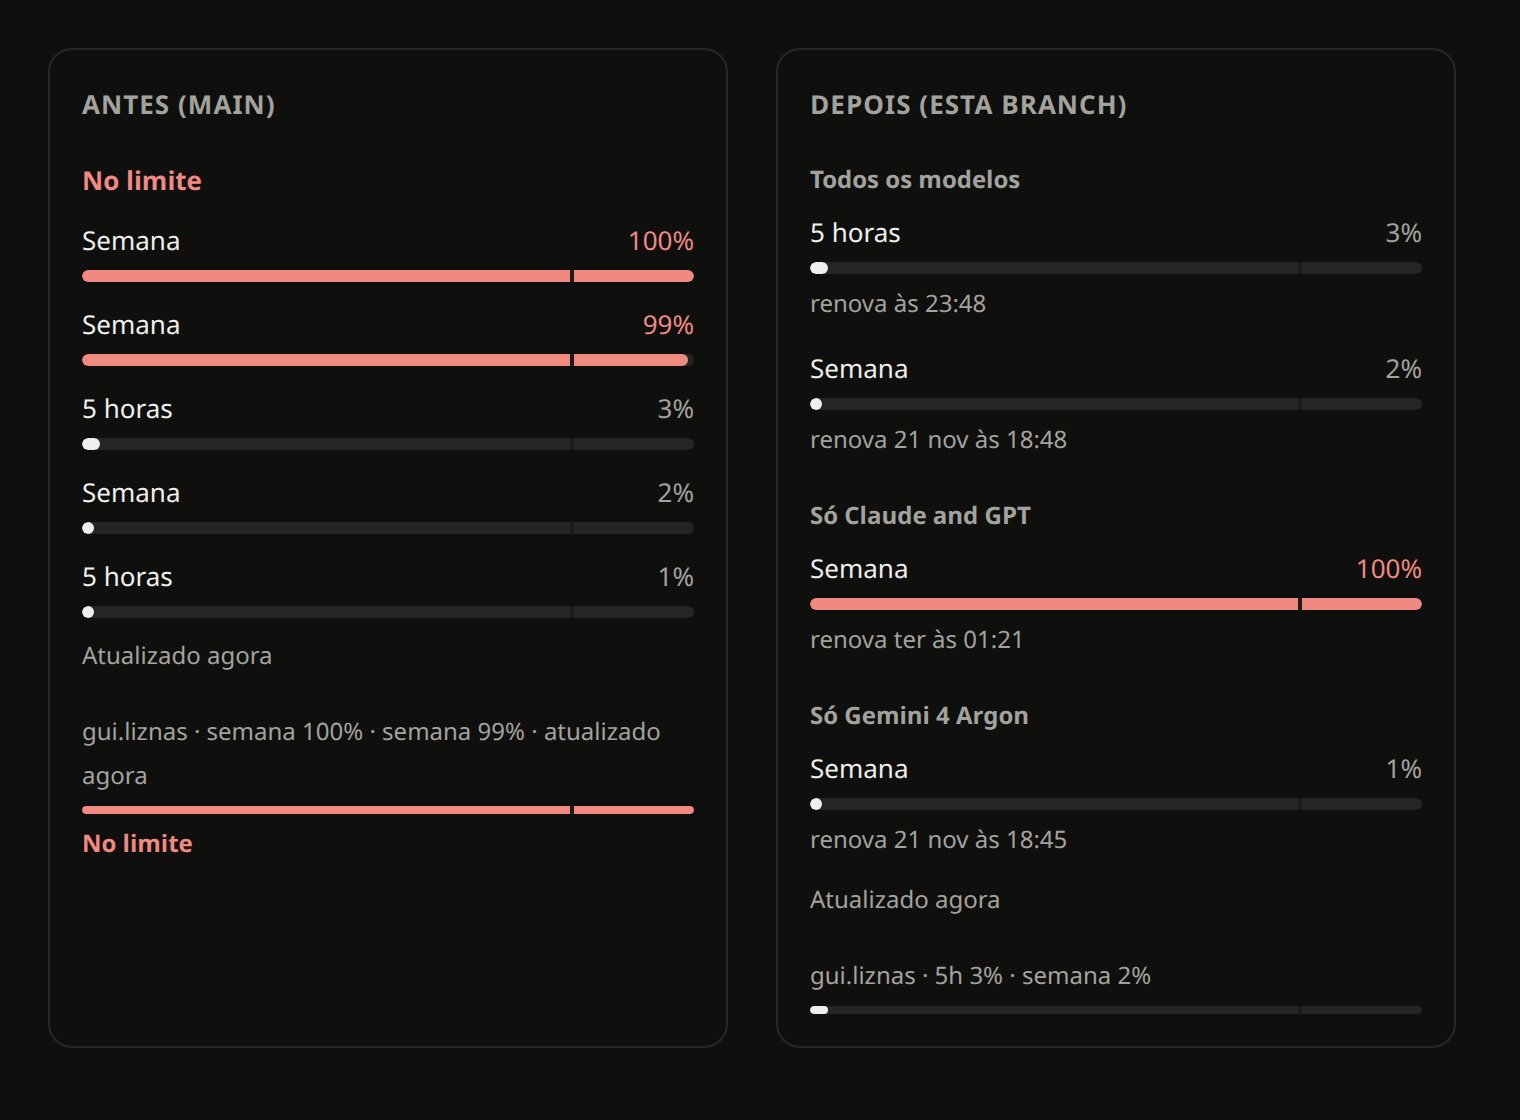 ANTES (MAIN)
No limite
Semana 100%
Semana 99%
5 horas 3%
Semana 2%
5 horas 1%
Atualizado agora
gui.liznas · semana 100% · semana 99% · atualizado
agora
No limite
DEPOIS (ESTA BRANCH)
Todos os modelos
5 horas 3%
renova às 23:48
Semana 2%
renova 21 nov às 18:48
Só Claude and GPT
Semana 100%
renova ter às 01:21
Só Gemini 4 Argon
Semana 1%
renova 21 nov às 18:45
Atualizado agora
gui.liznas · 5h 3% · semana 2%